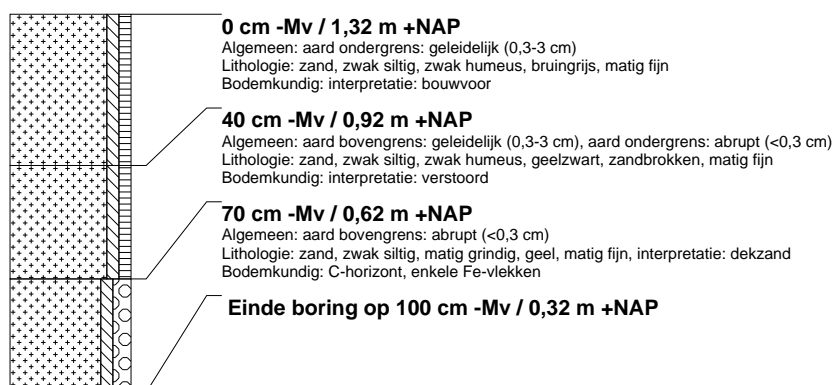 0 cm -Mv / 1,32 m +NAP
Algemeen: aard ondergrens: geleidelijk (0,3-3 cm)
Lithologie: zand, zwak siltig, zwak humeus, bruingrijs, matig fijn
Bodemkundig: interpretatie: bouwvoor
40 cm -Mv / 0,92 m +NAP
Algemeen: aard bovengrens: geleidelijk (0,3-3 cm), aard ondergrens: abrupt (<0,3 cm)
Lithologie: zand, zwak siltig, zwak humeus, geelzwart, zandbrokken, matig fijn
Bodemkundig: interpretatie: verstoord
70 cm -Mv / 0,62 m +NAP
Algemeen: aard bovengrens: abrupt (<0,3 cm)
Lithologie: zand, zwak siltig, matig grindig, geel, matig fijn, interpretatie: dekzand
Bodemkundig: C-horizont, enkele Fe-vlekken
Einde boring op 100 cm -Mv / 0,32 m +NAP